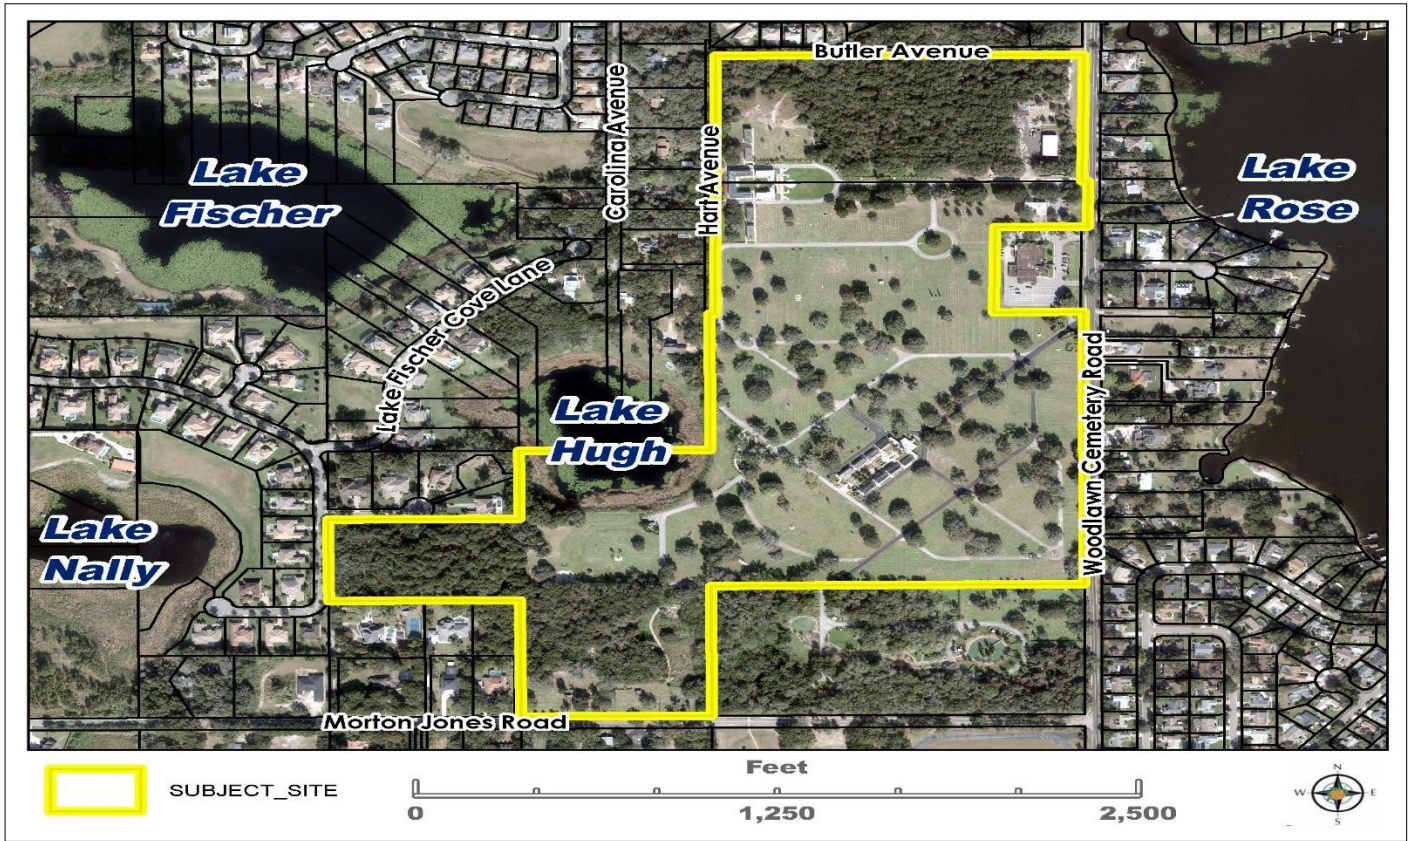 Butler Avenue
Carolina Avenue
Hart Avenue
Lake
Fischer
Lake
Rose
Lake Fischer Cove Lane
Lake
Hugh
Woodlawn Cemetery Road
Lake
Nally
Morton Jones Road
SUBJECT_SITE
Feet
0
1,250
2,500
N
W
E
S